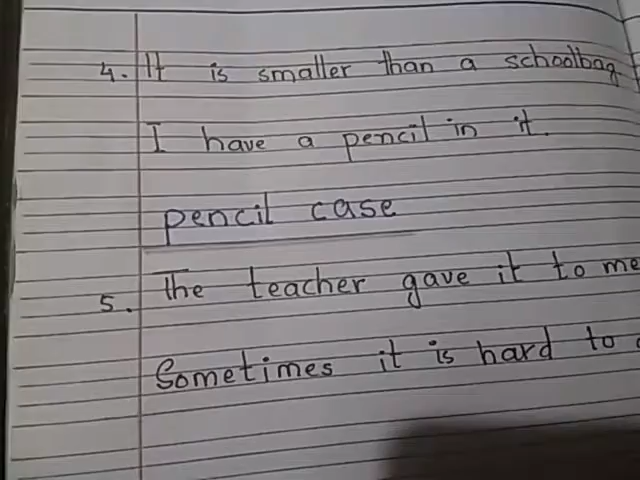 4. It is smaller than a schoolbag.
I have a pencil in it.
pencil case
5. The teacher gave it to me
Sometimes it is hard to